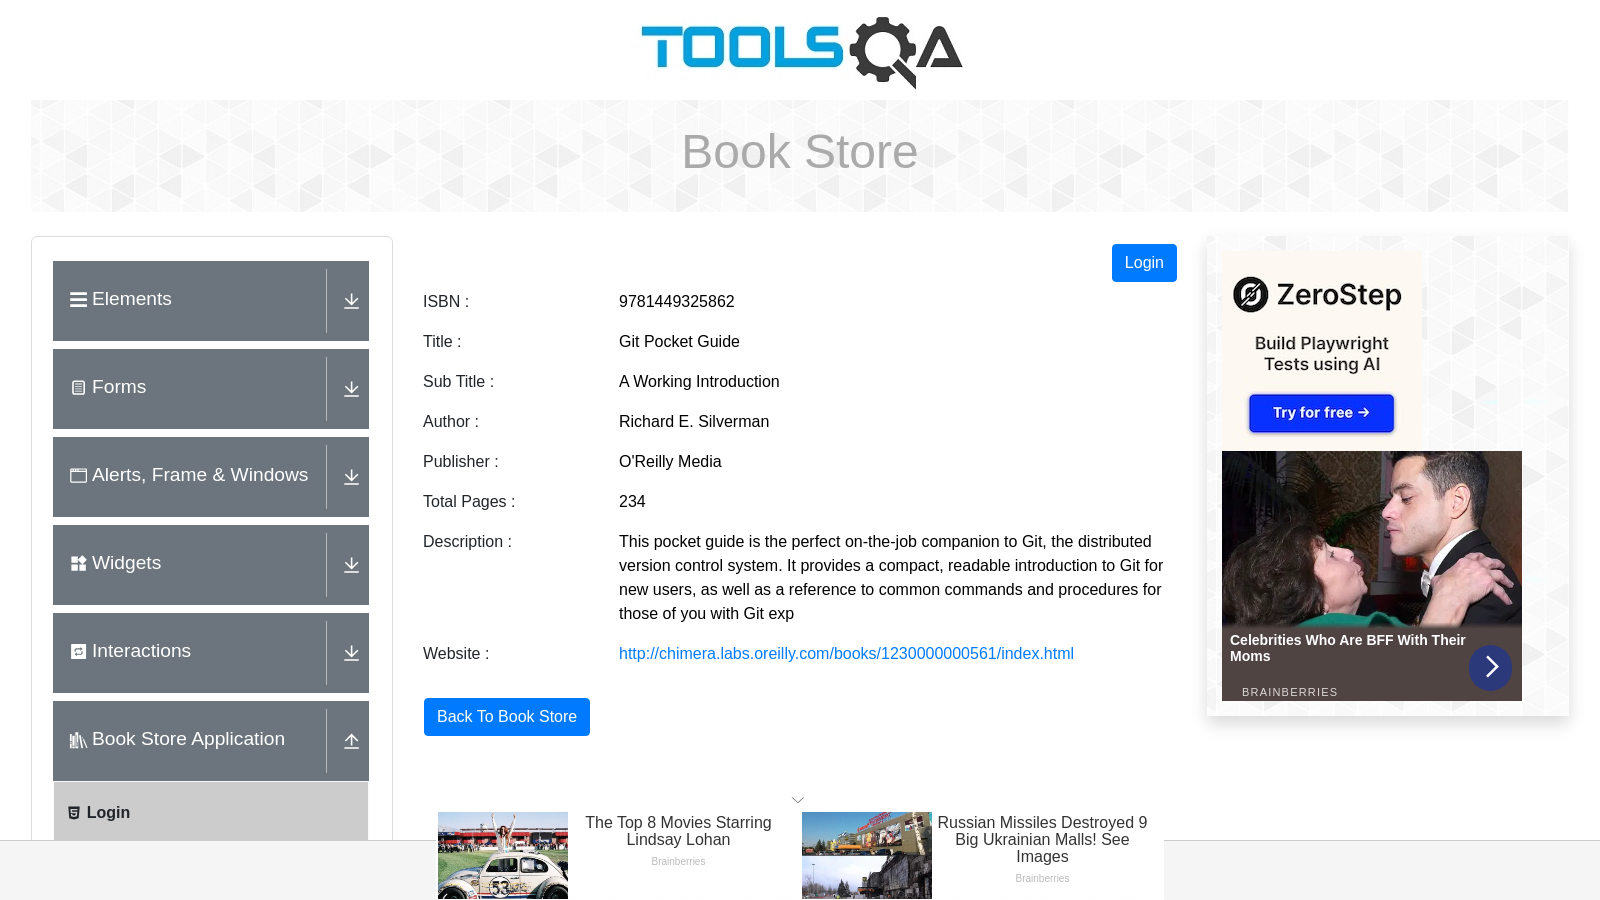 TOOLSQA
Book Store
Elements
Forms
Alerts, Frame & Windows
Widgets
Interactions
Book Store Application
Login
Login
ISBN : 9781449325862
Title : Git Pocket Guide
Sub Title : A Working Introduction
Author : Richard E. Silverman
Publisher : O'Reilly Media
Total Pages : 234
Description : This pocket guide is the perfect on-the-job companion to Git, the distributed
version control system. It provides a compact, readable introduction to Git for
new users, as well as a reference to common commands and procedures for
those of you with Git exp
Website : http://chimera.labs.oreilly.com/books/1230000000561/index.html
Back To Book Store
ZeroStep
Build Playwright
Tests using AI
Try for free →
Celebrities Who Are BFF With Their
Moms
BRAINBERRIES
The Top 8 Movies Starring
Lindsay Lohan
Brainberries
53
Russian Missiles Destroyed 9
Big Ukrainian Malls! See
Images
Brainberries